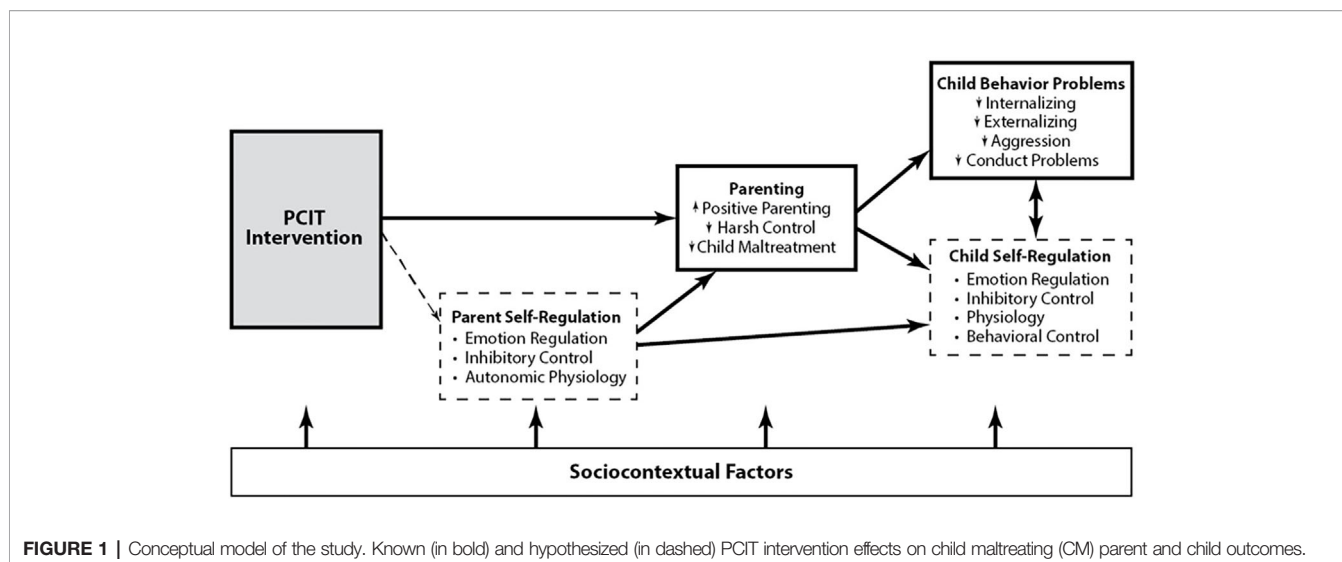 PCIT
Intervention
Parent Self-Regulation
• Emotion Regulation
• Inhibitory Control
• Autonomic Physiology
Parenting
Positive Parenting
Harsh Control
Child Maltreatment
Child Behavior Problems
Internalizing
Externalizing
Aggression
Conduct Problems
Child Self-Regulation
• Emotion Regulation
• Inhibitory Control
• Physiology
• Behavioral Control
Sociocontextual Factors
FIGURE 1 | Conceptual model of the study. Known (in bold) and hypothesized (in dashed) PCIT intervention effects on child maltreating (CM) parent and child outcomes.